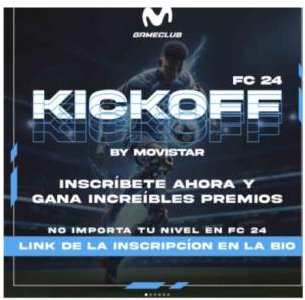 GAMECLUB
FC 24
KICKOFF
KICKOFF
BY MOVISTAR
INSCRÍBETE AHORA Y
GANA INCREÍBLES PREMIOS
NO IMPORTA TU NIVEL EN FC 24
LINK DE LA INSCRIPCÍON EN LA BIO